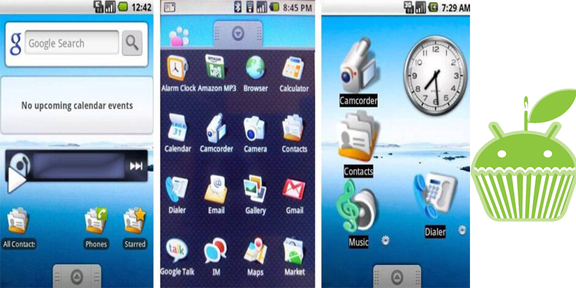 12:42
g Google Search
No upcoming calendar events
All Contacts
Phones
Starred
8:45 PM
Alarm Clock Amazon MP3 Browser Calculator
Calendar Camcorder Camera Contacts
Dialer Email Gallery Gmail
talk
Google Talk IM Maps Market
7:29 AM
Camcorder
Contacts
Music
Dialer